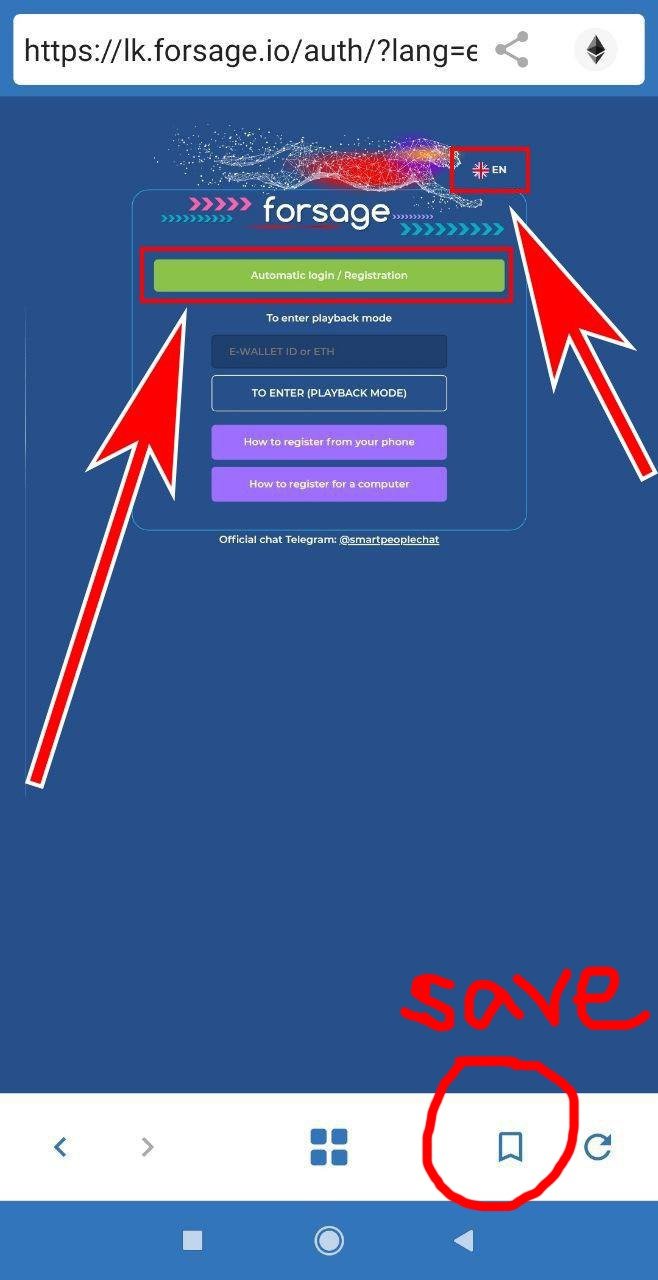 https://lk.forsage.io/auth/?lang=e
EN
forsage
Automatic login / Registration
To enter playback mode
E-WALLET ID or ETH
TO ENTER (PLAYBACK MODE)
How to register from your phone
How to register for a computer
Official chat Telegram: @smartpeoplechat
save